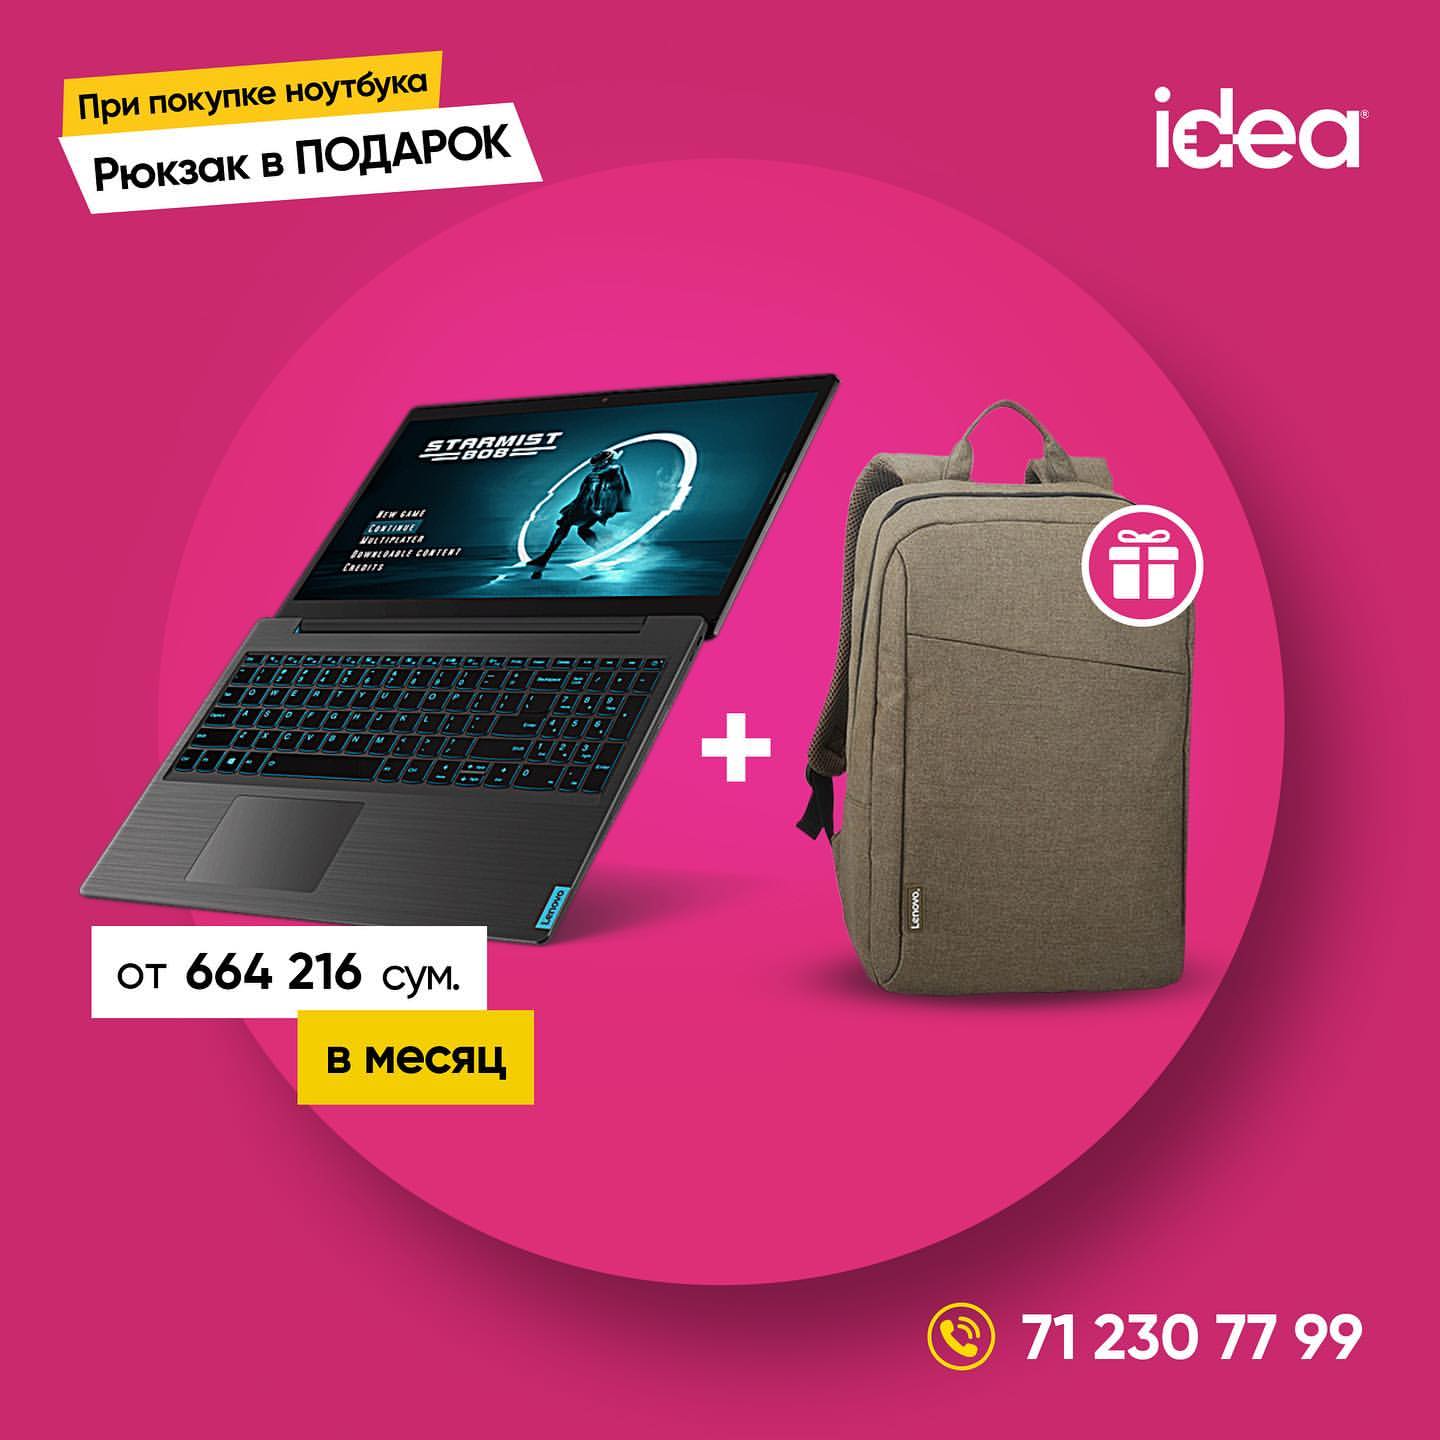 При покупке ноутбука
Рюкзак в ПОДАРОК
idea®
STARMIST
808
NEW GAME
CONTINUE
MULTIPLAYER
DOWNLOADABLE CONTENT
CREDITS
Lenovo
Lenovo
от 664 216 сум.
в месяц
71 230 77 99